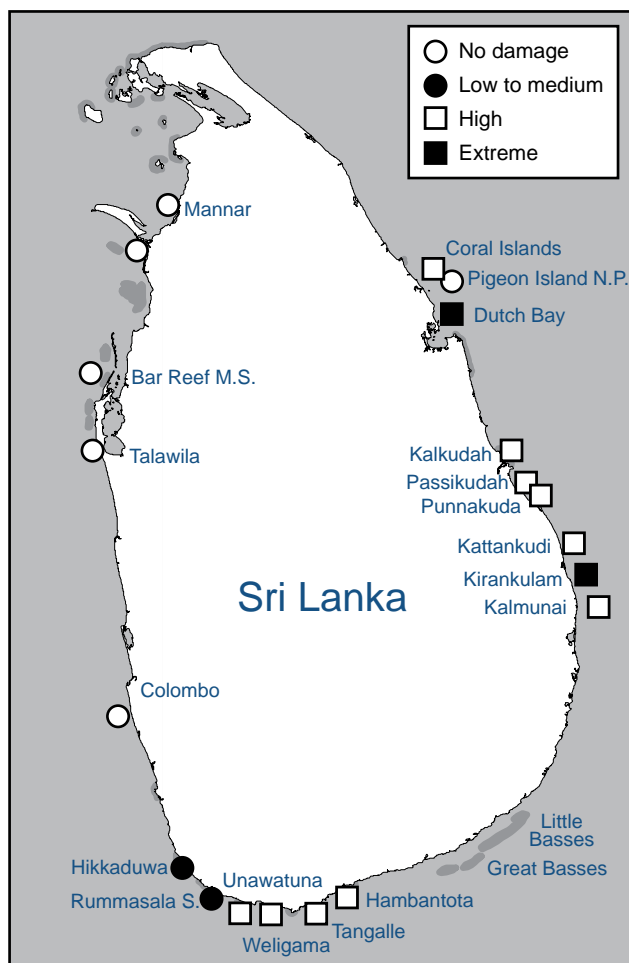 No damage
Low to medium
High
Extreme
Mannar
Coral Islands
Pigeon Island N.P.
Dutch Bay
Bar Reef M.S.
Talawila
Kalkudah
Passikudah
Punnakuda
Kattankudi
Kirankulam
Kalmunai
Sri Lanka
Colombo
Little
Basses
Great Basses
Hikkaduwa
Unawatuna
Rummasala S.
Hambantota
Tangalle
Weligama